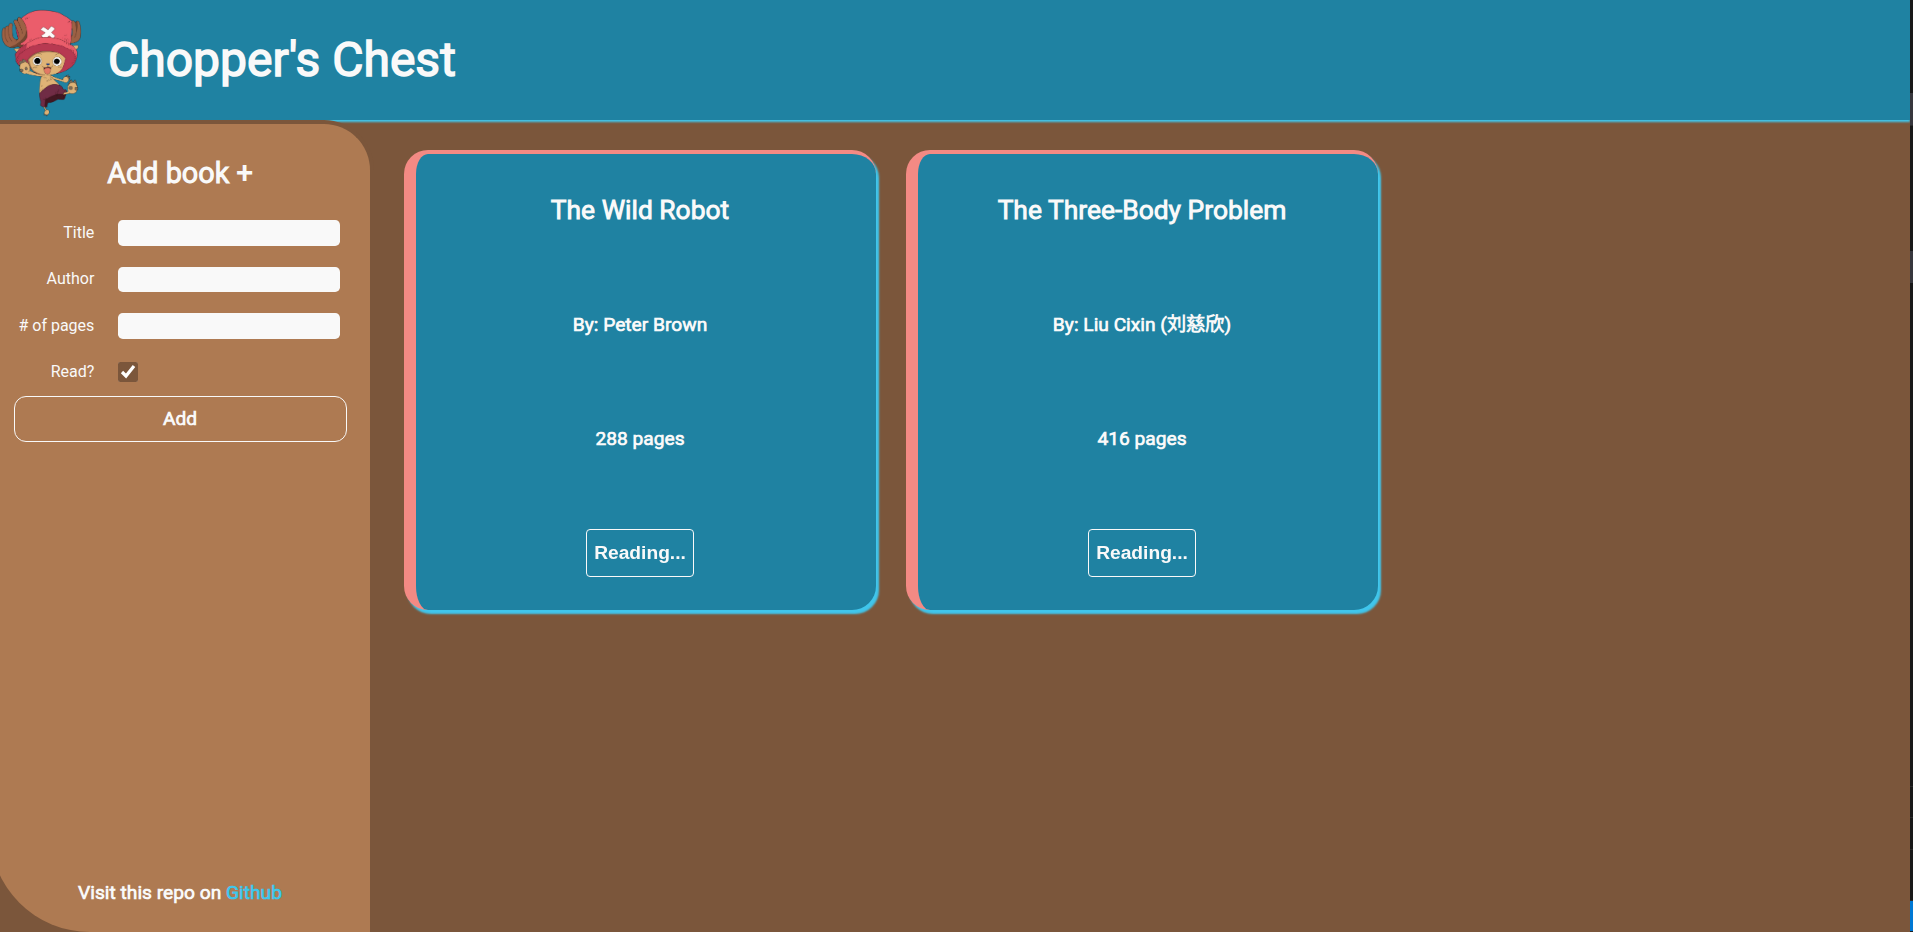 Chopper's Chest
Add book +
Title
Author
# of pages
Read?
Add
Visit this repo on Github
The Wild Robot
By: Peter Brown
288 pages
Reading...
The Three-Body Problem
By: Liu Cixin (刘慈欣)
416 pages
Reading...